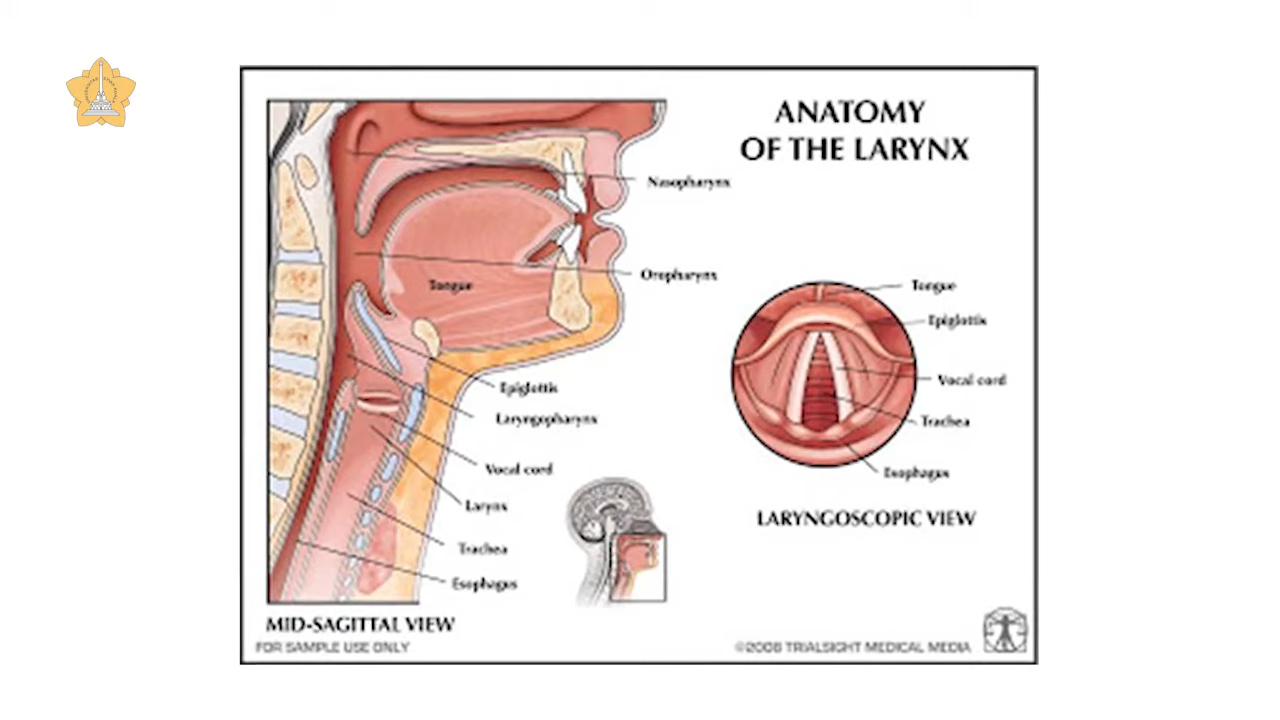 ANATOMY
OF THE LARYNX
Nasopharynx
Oropharynx
Tongue
Epiglottis
Laryngopharynx
Vocal cord
Larynx
Trachea
Esophagus
MID-SAGITTAL VIEW
Tongue
Epiglottis
Vocal cord
Trachea
Esophagus
LARYNGOSCOPIC VIEW
FOR SAMPLE USE ONLY
©2008 TRIALSIGHT MEDICAL MEDIA